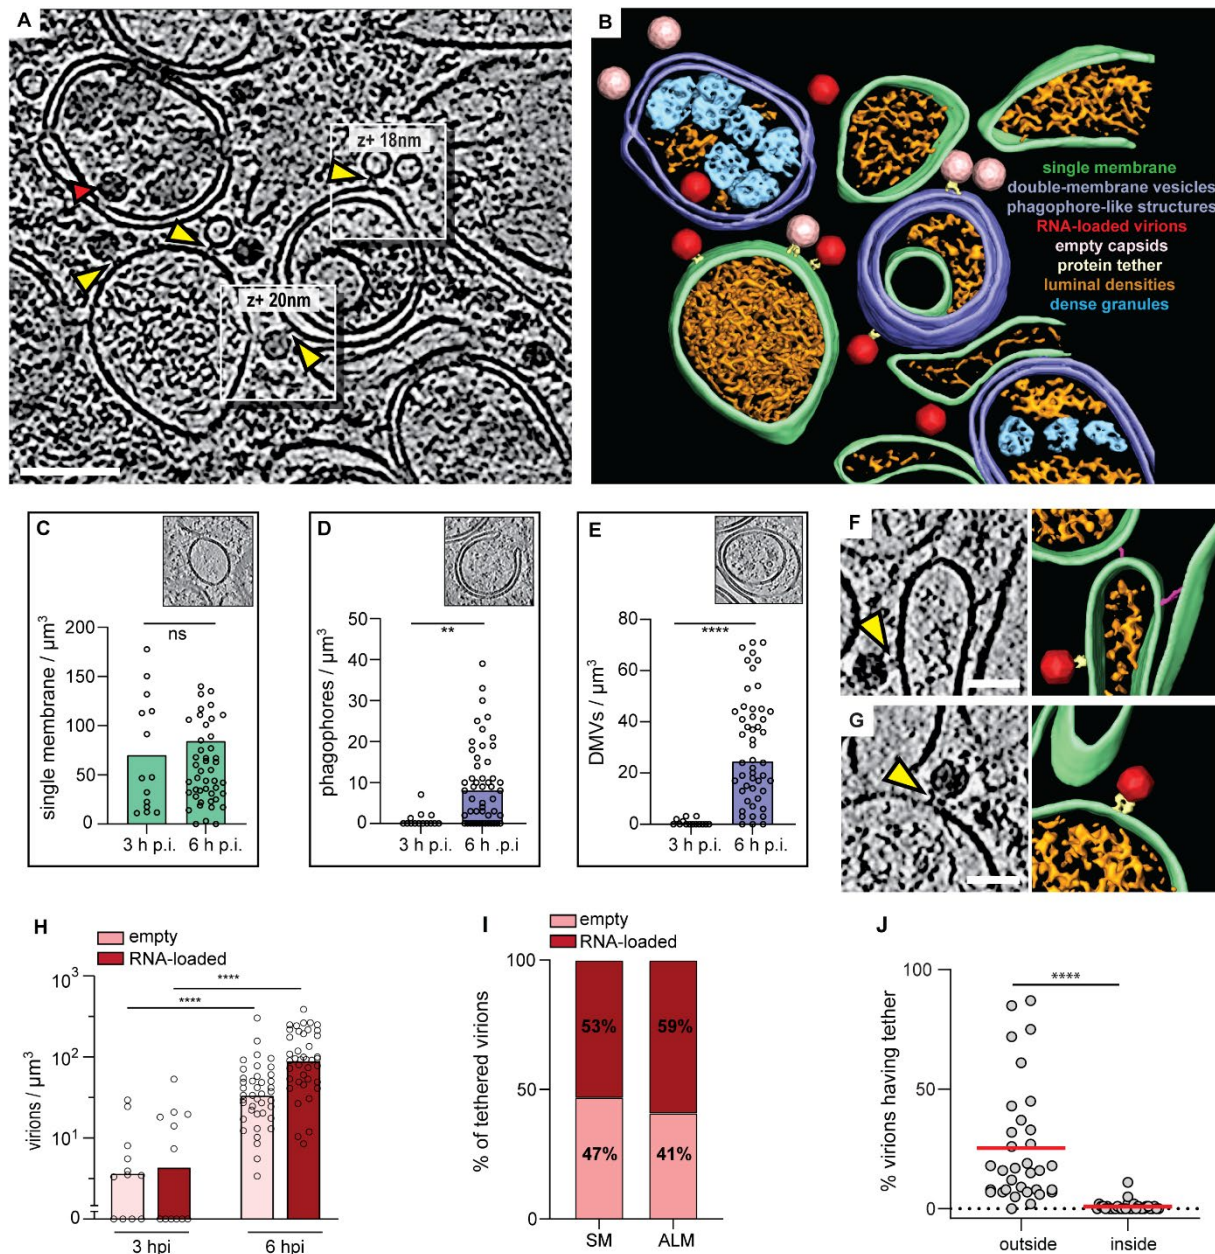 A
z+ 18nm
z+ 20nm
B
single membrane
double-membrane vesicles
phagophore-like structures
RNA-loaded virions
empty capsids
protein tether
luminal densities
dense granules
C
single membrane / µm³
200
150
100
50
0
ns
3 h p.i.
6 h p.i.
D
phagophores / µm³
50
40
30
20
10
0
**
3 h p.i.
6 h .p.i
E
DMVs / µm³
80
60
40
20
0
****
3 h p.i.
6 h p.i.
F
G
H
empty
RNA-loaded
virions / µm³
10³
10²
10¹
0
****
****
3 hpi
6 hpi
I
empty
RNA-loaded
% of tethered virions
100
50
0
53%
59%
47%
41%
SM
ALM
J
% virions having tether
100
50
0
****
outside
inside